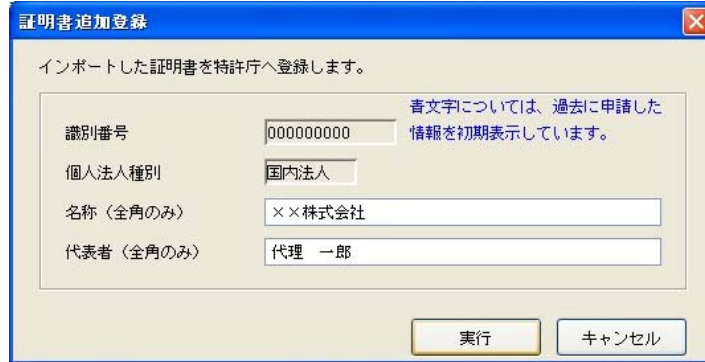 証明書追加登録
インポートした証明書を特許庁へ登録します。
書文字については、過去に申請した
情報を初期表示しています。
識別番号 000000000
個人法人種別 国内法人
名称（全角のみ） ××株式会社
代表者（全角のみ） 代理　一郎
実行 キャンセル